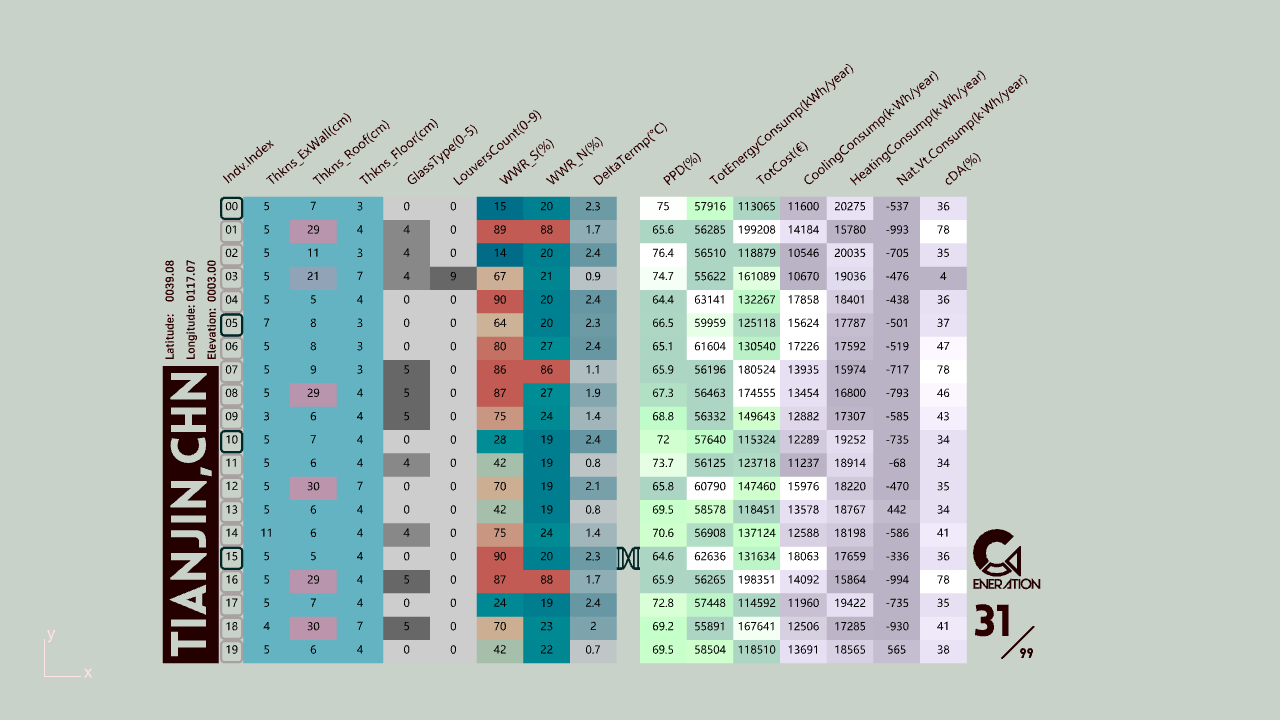 Indv.Index Thkns_ExWall(cm) Thkns_Roof(cm) Thkns_Floor(cm) GlassType(0-5) LouversCount(0-9) WWR_S(%) WWR_N(%) DeltaTermp(°C) PPD(%) TotEnergyConsump(kWh/year) TotCost(€) CoolingConsump(k·Wh/year) HeatingConsump(k·Wh/year) Nat.Vt.Consump(k·Wh/year) cDA(%)
00 5 7 3 0 0 15 20 2.3 75 57916 113065 11600 20275 -537 36
01 5 29 4 4 0 89 88 1.7 65.6 56285 199208 14184 15780 -993 78
02 5 11 3 4 0 14 20 2.4 76.4 56510 118879 10546 20035 -705 35
03 5 21 7 4 9 67 21 0.9 74.7 55622 161089 10670 19036 -476 4
04 5 5 4 0 0 90 20 2.4 64.4 63141 132267 17858 18401 -438 36
05 7 8 3 0 0 64 20 2.3 66.5 59959 125118 15624 17787 -501 37
06 5 8 3 0 0 80 27 2.4 65.1 61604 130540 17226 17592 -519 47
07 5 9 3 5 0 86 86 1.1 65.9 56196 180524 13935 15974 -717 78
08 5 29 4 5 0 87 27 1.9 67.3 56463 174555 13454 16800 -793 46
09 3 6 4 5 0 75 24 1.4 68.8 56332 149643 12882 17307 -585 43
10 5 7 4 0 0 28 19 2.4 72 57640 115324 12289 19252 -735 34
11 5 6 4 4 0 42 19 0.8 73.7 56125 123718 11237 18914 -68 34
12 5 30 7 0 0 70 19 2.1 65.8 60790 147460 15976 18220 -470 35
13 5 6 4 0 0 42 19 0.8 69.5 58578 118451 13578 18767 442 34
14 11 6 4 4 0 75 24 1.4 70.6 56908 137124 12588 18198 -586 41
15 5 5 4 0 0 90 20 2.3 64.6 62636 131634 18063 17659 -336 36
16 5 29 4 5 0 87 88 1.7 65.9 56265 198351 14092 15864 -994 78
17 5 7 4 0 0 24 19 2.4 72.8 57448 114592 11960 19422 -734 35
18 4 30 7 5 0 70 23 2 69.2 55891 167641 12506 17285 -930 41
19 5 6 4 0 0 42 22 0.7 69.5 58504 118510 13691 18565 565 38
Latitude: 0039.08
Longitude: 0117.07
Elevation: 0003.00
TIANJIN,CHN
GENERATION
31/99
y
x